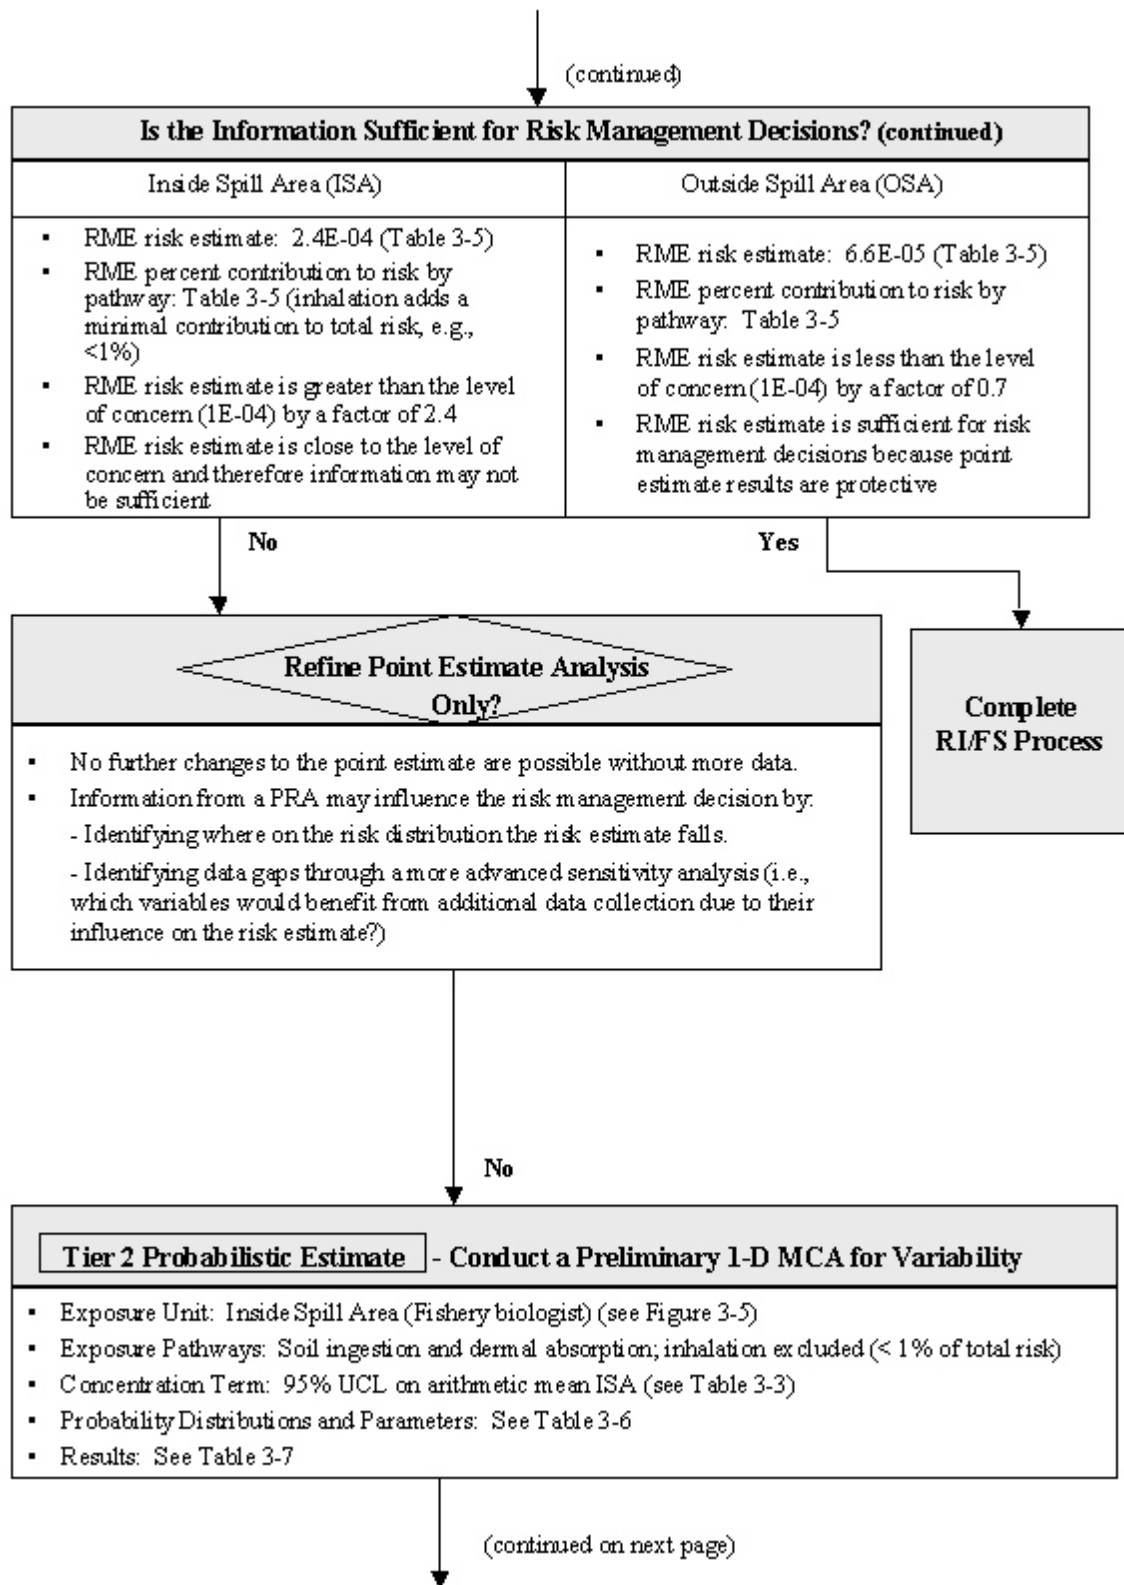 (continued)
Is the Information Sufficient for Risk Management Decisions? (continued)
Inside Spill Area (ISA)
▪ RME risk estimate: 2.4E-04 (Table 3-5)
▪ RME percent contribution to risk by
pathway: Table 3-5 (inhalation adds a
minimal contribution to total risk, e.g.,
<1%)
▪ RME risk estimate is greater than the level
of concern (1E-04) by a factor of 2.4
▪ RME risk estimate is close to the level of
concern and therefore information may not
be sufficient
Outside Spill Area (OSA)
▪ RME risk estimate: 6.6E-05 (Table 3-5)
▪ RME percent contribution to risk by
pathway: Table 3-5
▪ RME risk estimate is less than the level
of concern (1E-04) by a factor of 0.7
▪ RME risk estimate is sufficient for risk
management decisions because point
estimate results are protective
No
Yes
Refine Point Estimate Analysis
Only?
▪ No further changes to the point estimate are possible without more data.
▪ Information from a PRA may influence the risk management decision by:
- Identifying where on the risk distribution the risk estimate falls.
- Identifying data gaps through a more advanced sensitivity analysis (i.e.,
which variables would benefit from additional data collection due to their
influence on the risk estimate?)
Complete
RI/FS Process
No
Tier 2 Probabilistic Estimate - Conduct a Preliminary 1-D MCA for Variability
▪ Exposure Unit: Inside Spill Area (Fishery biologist) (see Figure 3-5)
▪ Exposure Pathways: Soil ingestion and dermal absorption; inhalation excluded (< 1% of total risk)
▪ Concentration Term: 95% UCL on arithmetic mean ISA (see Table 3-3)
▪ Probability Distributions and Parameters: See Table 3-6
▪ Results: See Table 3-7
(continued on next page)